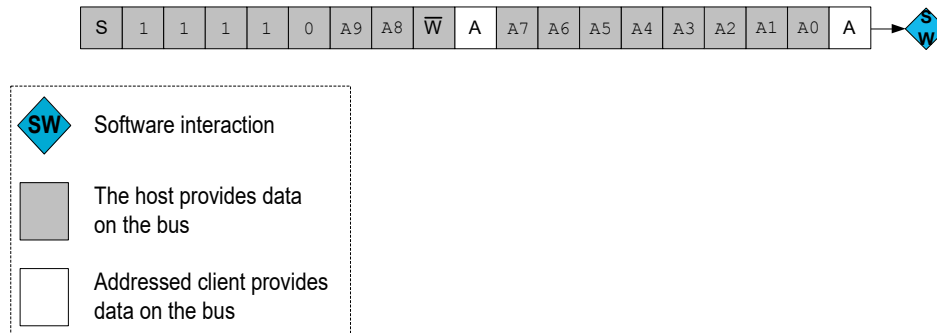 S 1 1 1 1 0 A9 A8 W̅ A A7 A6 A5 A4 A3 A2 A1 A0 A S
W
SW Software interaction
The host provides data
on the bus
Addressed client provides
data on the bus